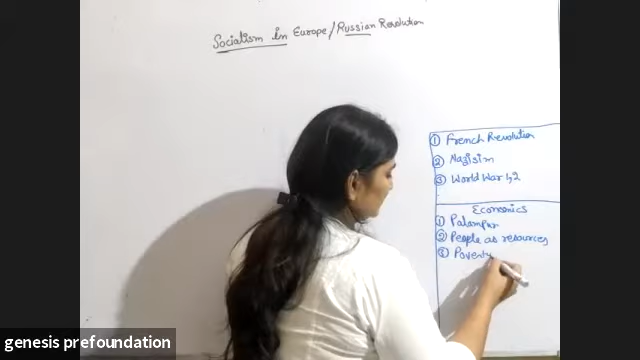 Socialism in Europe/Russian Revolution
① French Revolution
② Nazisim
③ World War 1,2
Economics
① Palampur
② People as resources
③ Poverty
genesis prefoundation